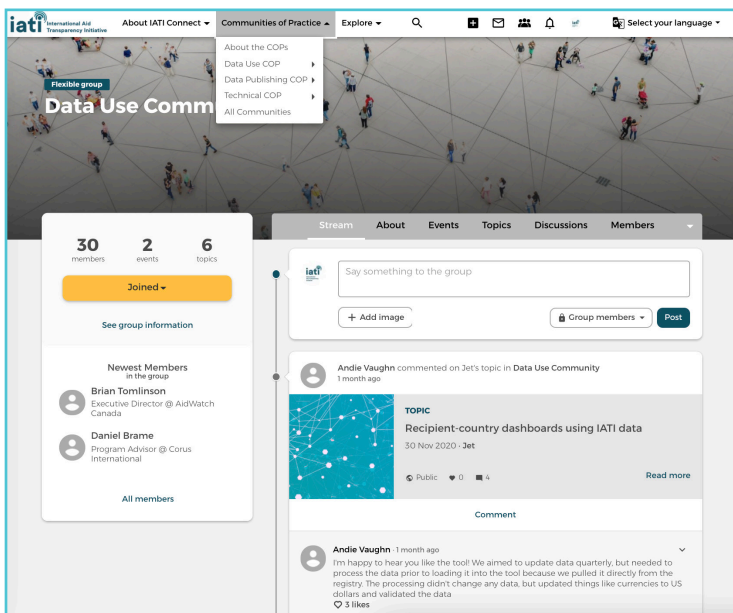 iati International Aid Transparency Initiative
About IATI Connect
Communities of Practice
Explore
Select your language
About the COPs
Data Use COP
Data Publishing COP
Technical COP
All Communities
Flexible group
Data Use Comm
Stream
About
Events
Topics
Discussions
Members
30
members
2
events
6
topics
Joined
See group information
Newest Members
in the group
Brian Tomlinson
Executive Director @ AidWatch
Canada
Daniel Brame
Program Advisor @ Corus
International
All members
iati
Say something to the group
+ Add image
Group members
Post
Andie Vaughn commented on Jet's topic in Data Use Community
1 month ago
TOPIC
Recipient-country dashboards using IATI data
30 Nov 2020 · Jet
Public
0
4
Read more
Comment
Andie Vaughn · 1 month ago
I'm happy to hear you like the tool! We aimed to update data quarterly, but needed to
process the data prior to loading it into the tool because we pulled it directly from the
registry. The processing didn't change any data, but updated things like currencies to US
dollars and validated the data
3 likes